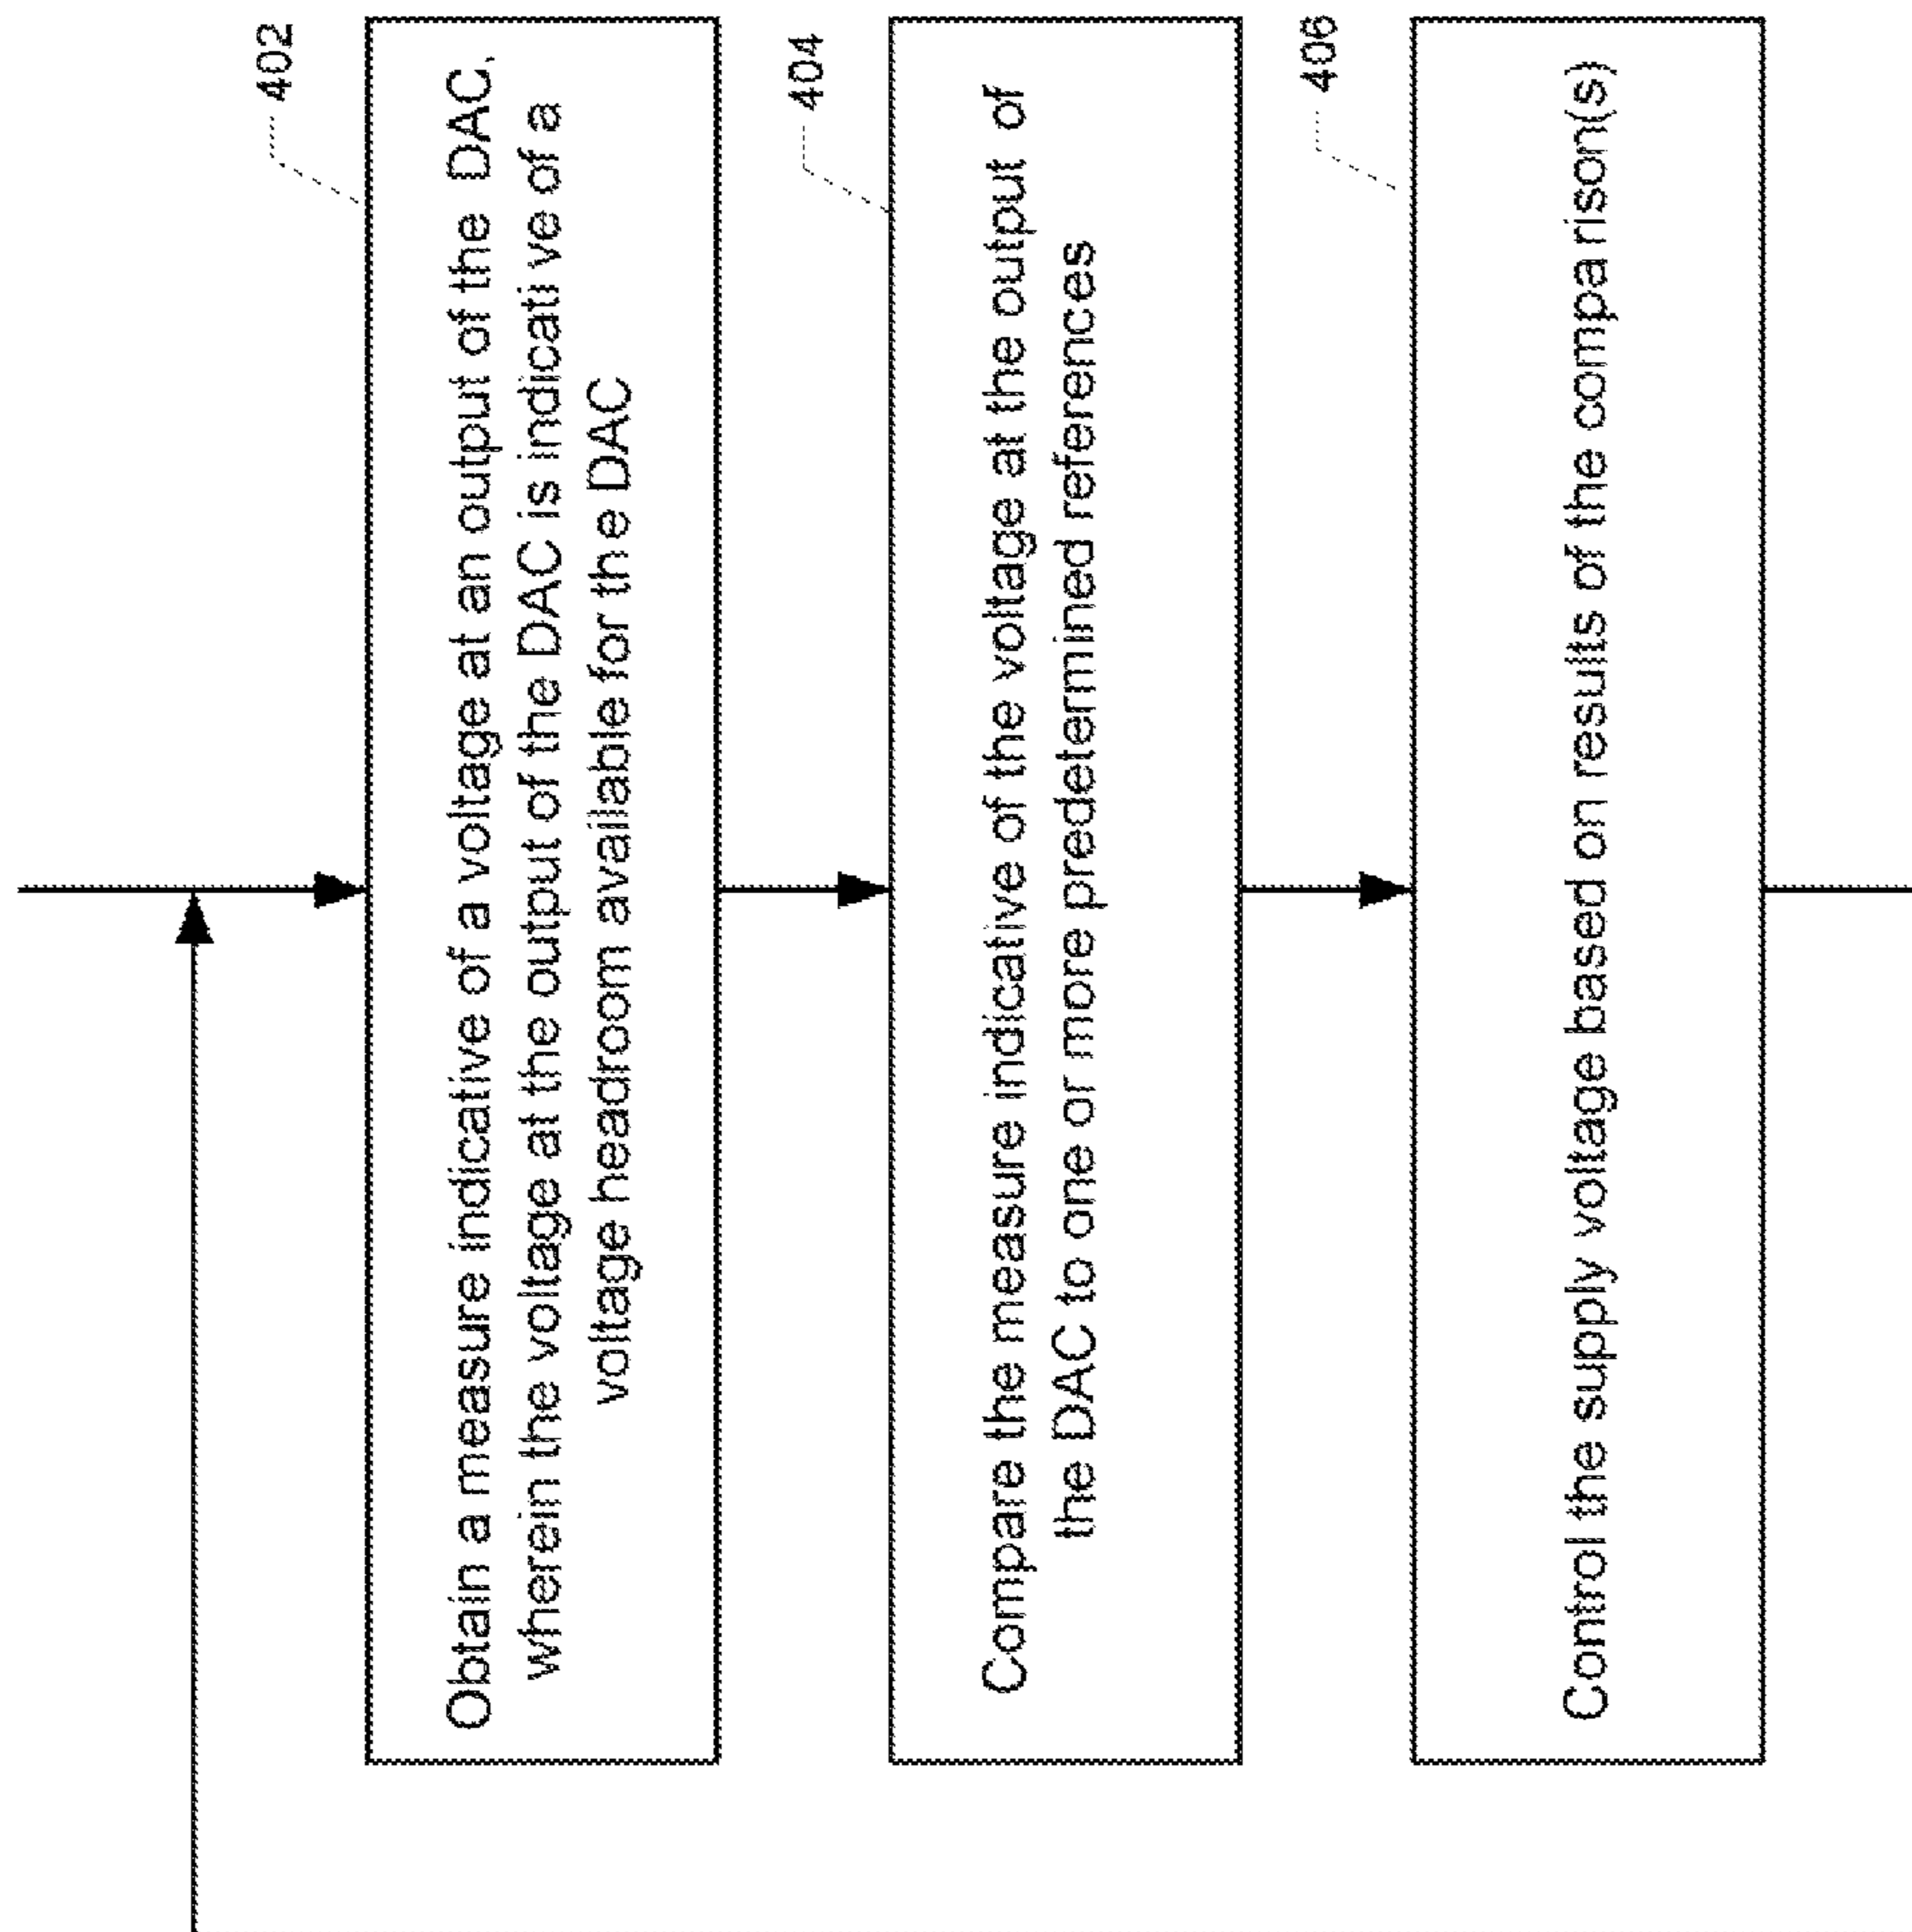 402
Obtain a measure indicative of a voltage at an output of the DAC,
wherein the voltage at the output of the DAC is indicative of a
voltage headroom available for the DAC
404
Compare the measure indicative of the voltage at the output of
the DAC to one or more predetermined references
406
Control the supply voltage based on results of the comparison(s)